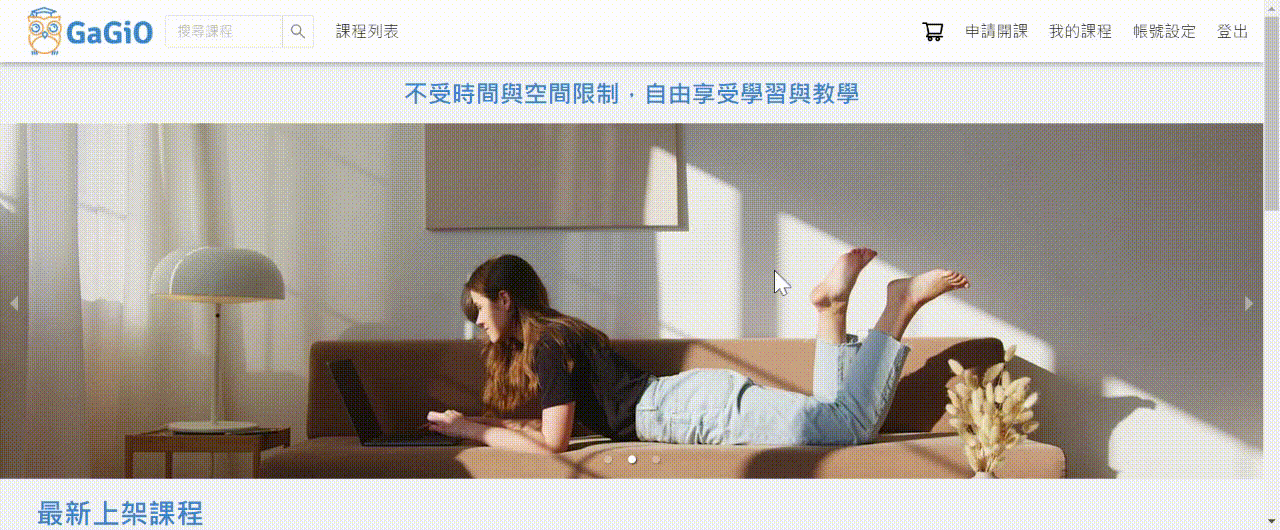 GaGiO
搜尋課程
課程列表
申請開課
我的課程
帳號設定
登出
不受時間與空間限制，自由享受學習與教學
最新上架課程